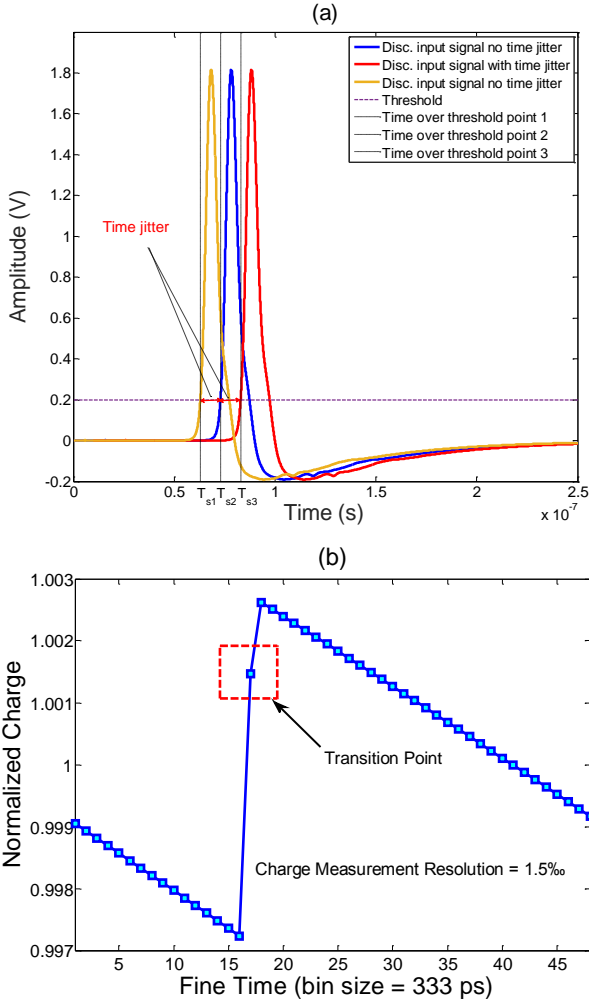 (a)
Disc. input signal no time jitter
Disc. input signal with time jitter
Disc. input signal no time jitter
Threshold
Time over threshold point 1
Time over threshold point 2
Time over threshold point 3
1.8
1.6
1.4
1.2
1
0.8
0.6
0.4
0.2
0
-0.2
Amplitude (V)
Time jitter
0
0.5
1
1.5
2
2.5
T_s1 T_s2 T_s3
Time (s)
x 10^-7
(b)
1.003
1.002
1.001
1
0.999
0.998
0.997
Normalized Charge
Transition Point
Charge Measurement Resolution = 1.5‰
5
10
15
20
25
30
35
40
45
Fine Time (bin size = 333 ps)